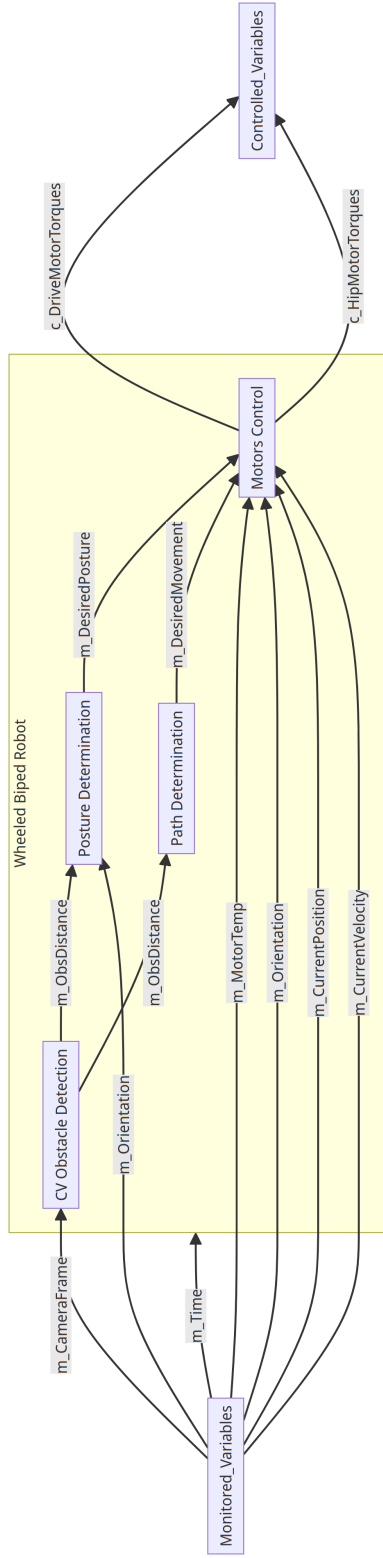 Wheeled Biped Robot
Monitored_Variables
m_CameraFrame
m_Orientation
m_Time
m_MotorTemp
m_Orientation
m_CurrentPosition
m_CurrentVelocity
CV Obstacle Detection
m_ObsDistance
m_ObsDistance
Posture Determination
Path Determination
m_DesiredPosture
m_DesiredMovement
Motors Control
c_DriveMotorTorques
c_HipMotorTorques
Controlled_Variables